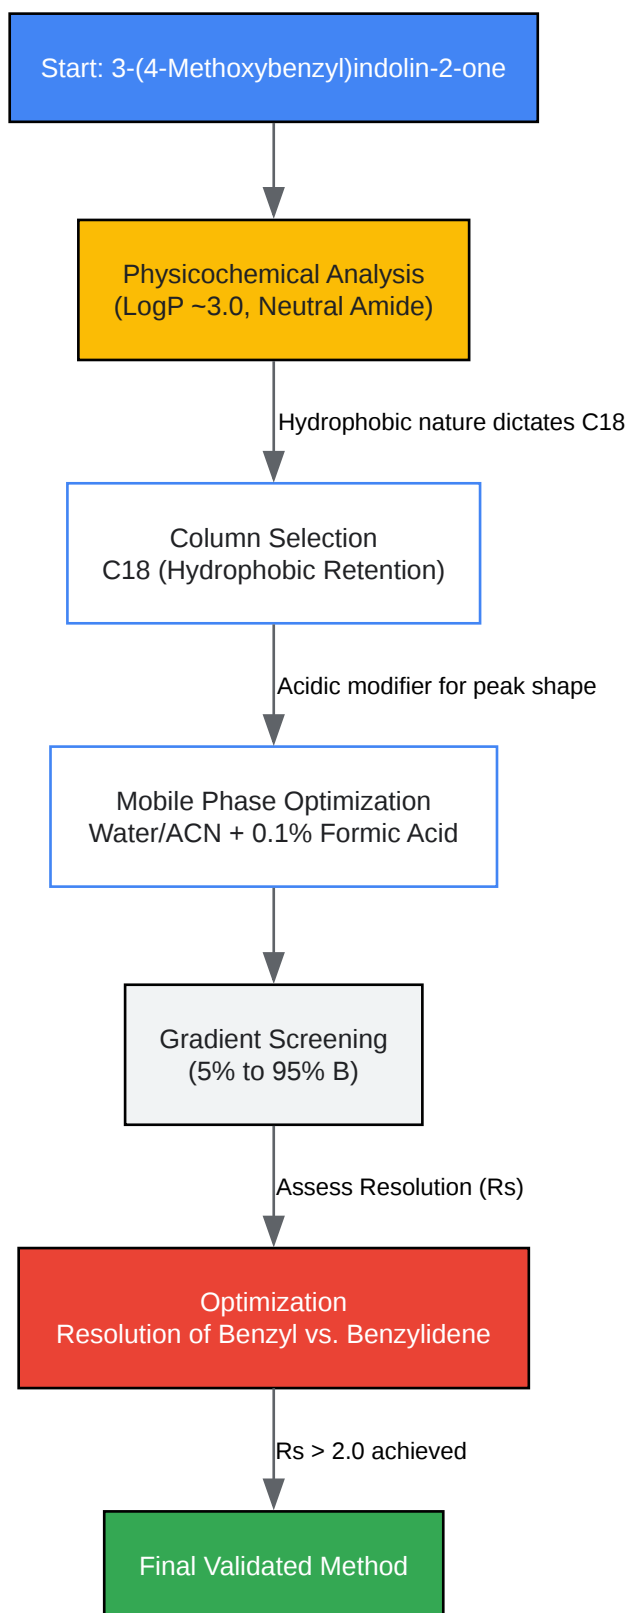 Start: 3-(4-Methoxybenzyl)indolin-2-one
Physicochemical Analysis
(LogP ~3.0, Neutral Amide)
Hydrophobic nature dictates C18
Column Selection
C18 (Hydrophobic Retention)
Acidic modifier for peak shape
Mobile Phase Optimization
Water/ACN + 0.1% Formic Acid
Gradient Screening
(5% to 95% B)
Assess Resolution (Rs)
Optimization
Resolution of Benzyl vs. Benzylidene
Rs > 2.0 achieved
Final Validated Method